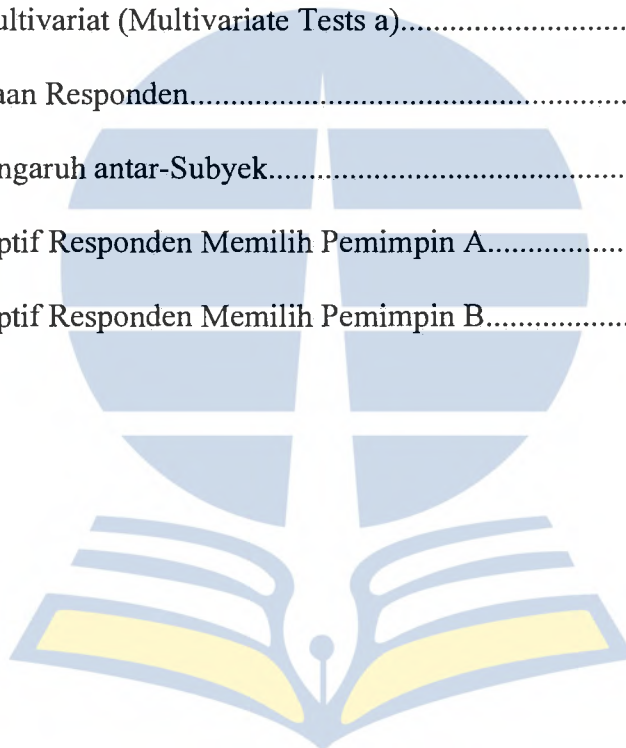 ultivariat (Multivariate Tests a)..............................
aan Responden..............................................................
ngaruh antar-Subyek..................................................
ptif Responden Memilih Pemimpin A...................
ptif Responden Memilih Pemimpin B...................